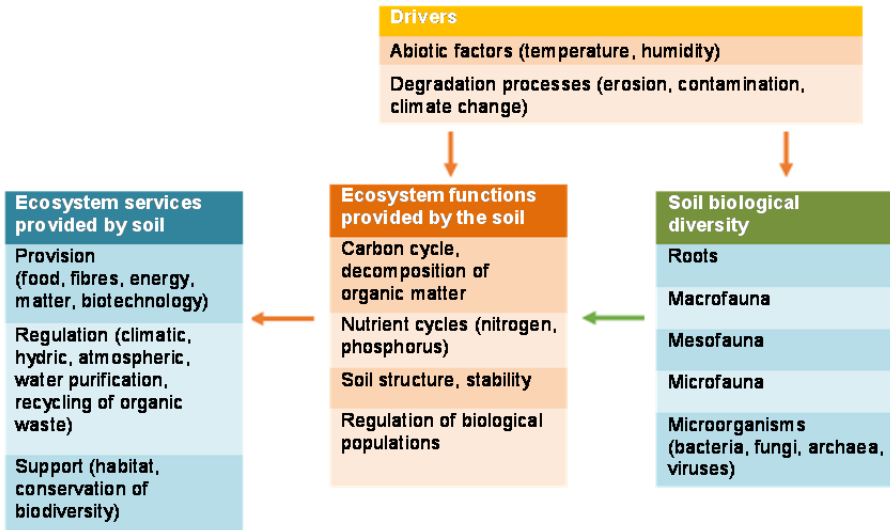 Drivers
Abiotic factors (temperature, humidity)
Degradation processes (erosion, contamination,
climate change)
Ecosystem services
provided by soil
Provision
(food, fibres, energy,
matter, biotechnology)
Regulation (climatic,
hydric, atmospheric,
water purification,
recycling of organic
waste)
Support (habitat,
conservation of
biodiversity)
Ecosystem functions
provided by the soil
Carbon cycle,
decomposition of
organic matter
Nutrient cycles (nitrogen,
phosphorus)
Soil structure, stability
Regulation of biological
populations
Soil biological
diversity
Roots
Macrofauna
Mesofauna
Microfauna
Microorganisms
(bacteria, fungi, archaea,
viruses)